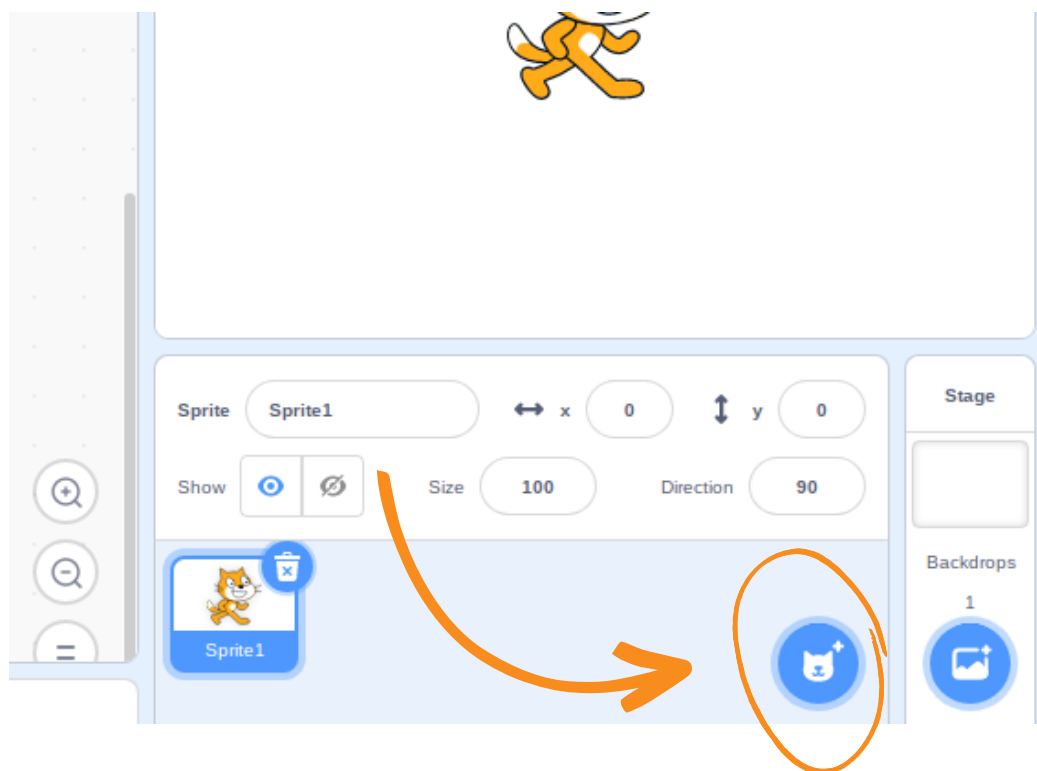 Sprite Sprite1 x 0 y 0
Show Size 100 Direction 90
Sprite1
Stage
Backdrops
1